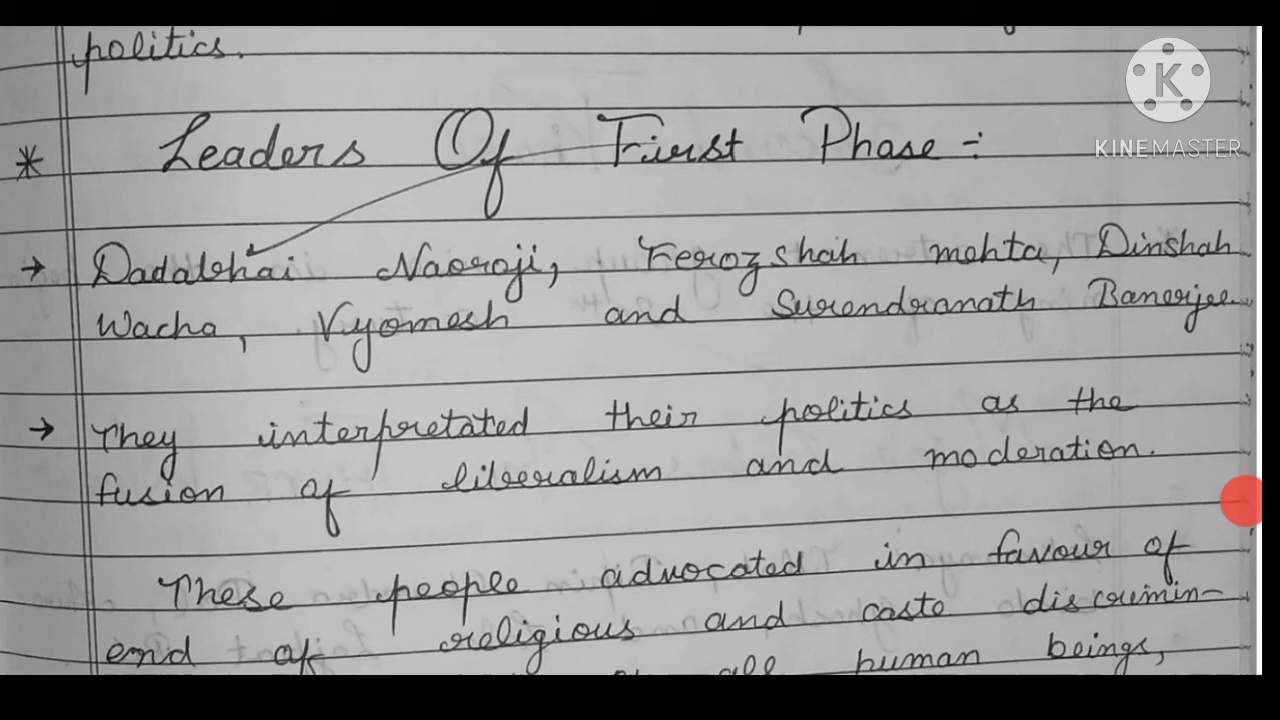 politics.
K
KINEMASTER
* Leaders Of First Phase :-
→ Dadabhai Naoroji, Ferozshah mehta, Dinshah
Wacha, Vyomesh and Surendranath Banerjee.
→ They interpretated their politics as the
fusion of liberalism and moderation.
These people advocated in favour of
end of religious and caste discrimin-
all human beings,